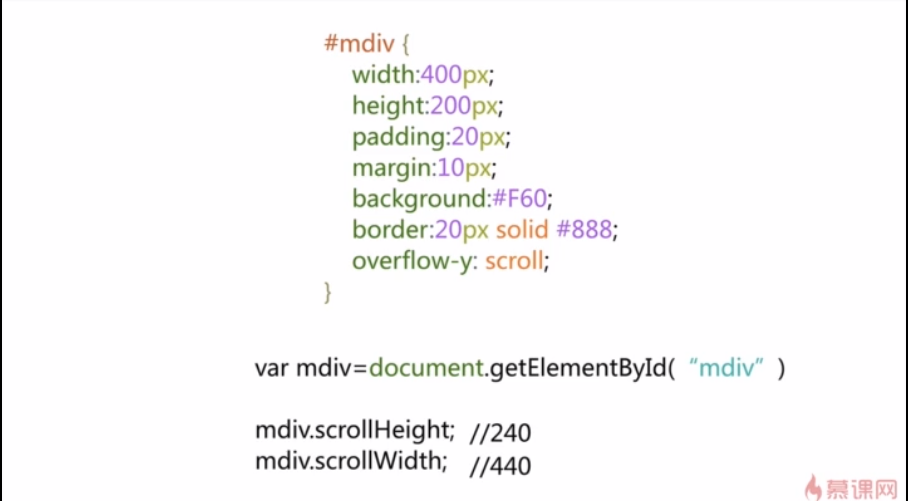 #mdiv {
width:400px;
height:200px;
padding:20px;
margin:10px;
background:#F60;
border:20px solid #888;
overflow-y: scroll;
}
var mdiv=document.getElementById( “mdiv” )
mdiv.scrollHeight; //240
mdiv.scrollWidth; //440
慕课网